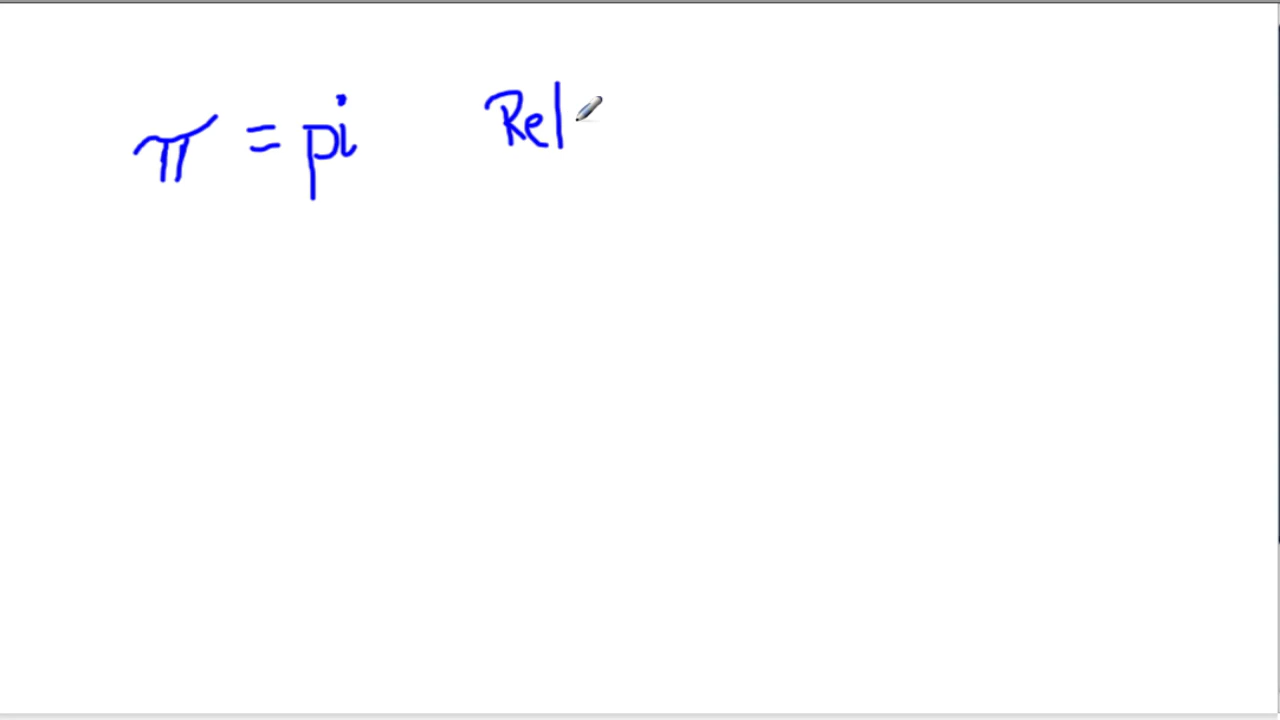 π = pi Rel